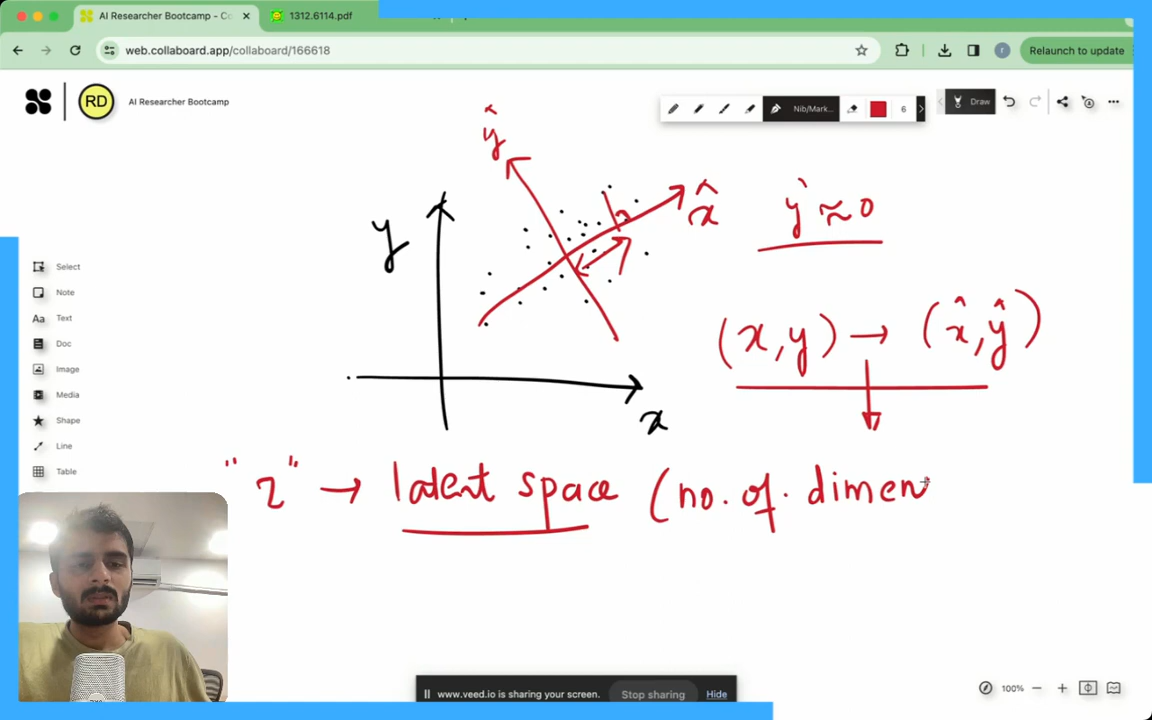 AI Researcher Bootcamp - Co
1312.6114.pdf
web.collaboard.app/collaboard/166618
Relaunch to update
RD
AI Researcher Bootcamp
Nib/Mark...
6
Draw
ŷ
y
x̂
ŷ ≈ 0
(x, y) → (x̂, ŷ)
x
"2" → latent space (no. of. dimen
Select
Note
Text
Doc
Image
Media
Shape
Line
Table
www.veed.io is sharing your screen.
Stop sharing
Hide
100%